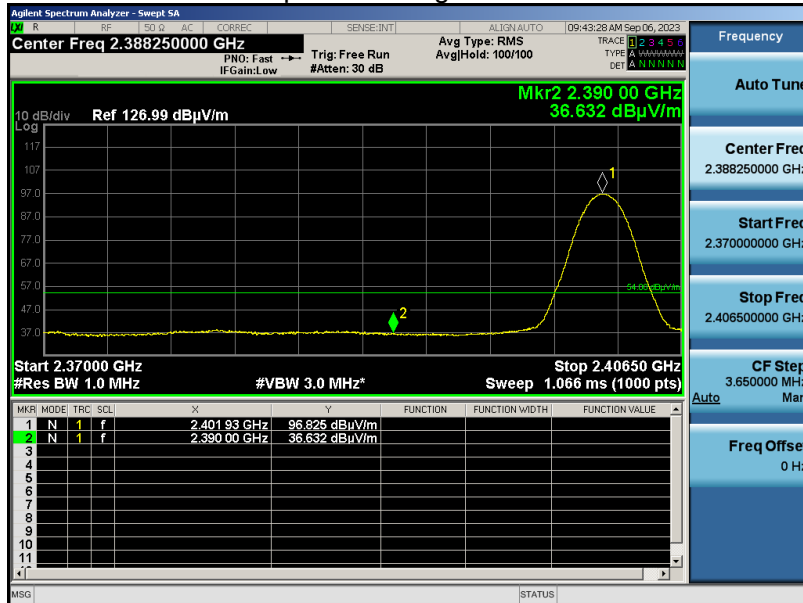 Agilent Spectrum Analyzer - Swept SA
LXI R RF 50 Ω AC CORREC SENSE:INT ALIGN AUTO 09:43:28 AM Sep 06, 2023
Center Freq 2.388250000 GHz
PNO: Fast
IFGain:Low
Trig: Free Run
#Atten: 30 dB
Avg Type: RMS
Avg|Hold: 100/100
TRACE 1 2 3 4 5 6
TYPE A
DET A N N N N N
Mkr2 2.390 00 GHz
36.632 dBµV/m
10 dB/div Ref 126.99 dBµV/m
Log
117
107
97.0
87.0
77.0
67.0
57.0
47.0
37.0
1
2
54.00 dBµV/m
Start 2.37000 GHz Stop 2.40650 GHz
#Res BW 1.0 MHz #VBW 3.0 MHz* Sweep 1.066 ms (1000 pts)
MKR MODE TRC SCL X Y FUNCTION FUNCTION WIDTH FUNCTION VALUE
1 N 1 f 2.401 93 GHz 96.825 dBµV/m
2 N 1 f 2.390 00 GHz 36.632 dBµV/m
3
4
5
6
7
8
9
10
11
MSG STATUS
Frequency
Auto Tune
Center Freq
2.388250000 GHz
Start Freq
2.370000000 GHz
Stop Freq
2.406500000 GHz
CF Step
3.650000 MHz
Auto Man
Freq Offset
0 Hz